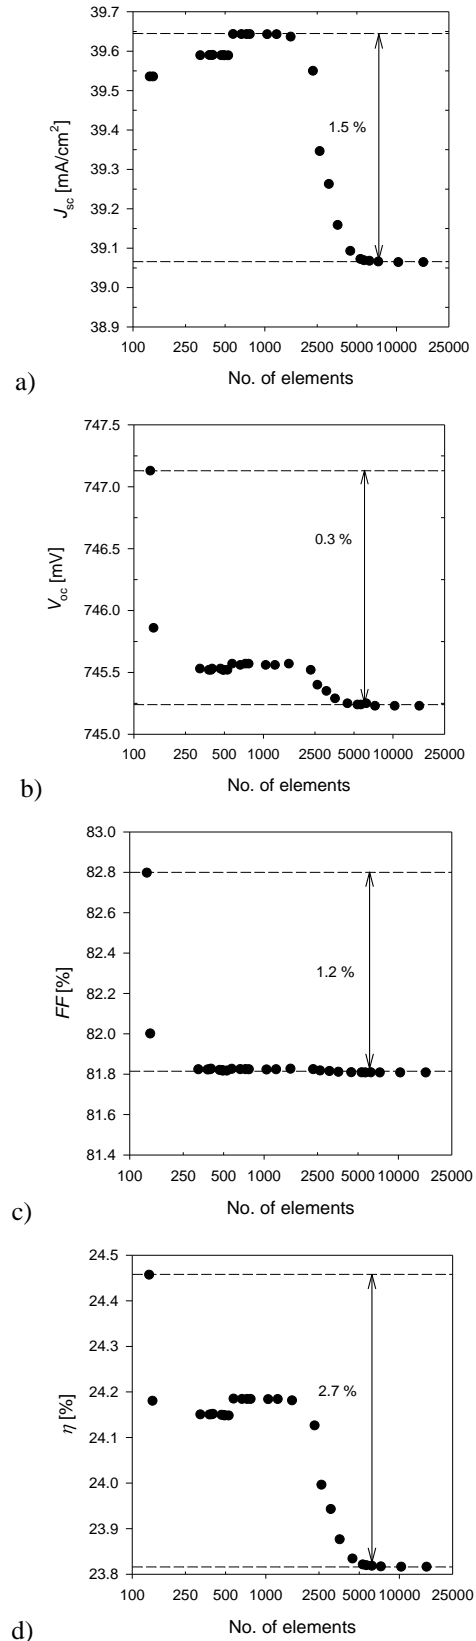 39.7
39.6
39.5
39.4
39.3
39.2
39.1
39.0
38.9
J_sc [mA/cm²]
1.5 %
100 250 500 1000 2500 5000 10000 25000
No. of elements
a)
747.5
747.0
746.5
746.0
745.5
745.0
V_oc [mV]
0.3 %
100 250 500 1000 2500 5000 10000 25000
No. of elements
b)
83.0
82.8
82.6
82.4
82.2
82.0
81.8
81.6
81.4
FF [%]
1.2 %
100 250 500 1000 2500 5000 10000 25000
No. of elements
c)
24.5
24.4
24.3
24.2
24.1
24.0
23.9
23.8
η [%]
2.7 %
100 250 500 1000 2500 5000 10000 25000
No. of elements
d)